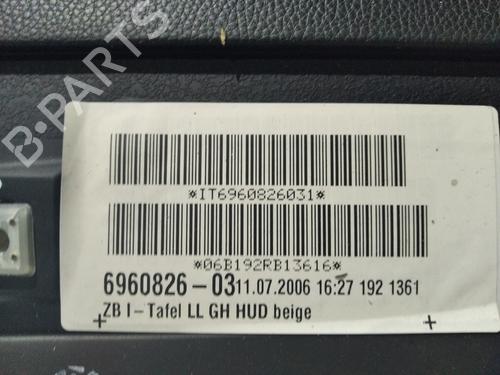 B-PARTS
*IT6960826031*
*06B192RB13616*
6960826-03 11.07.2006 16:27 192 1361
ZB I-Tafel LL GH HUD beige